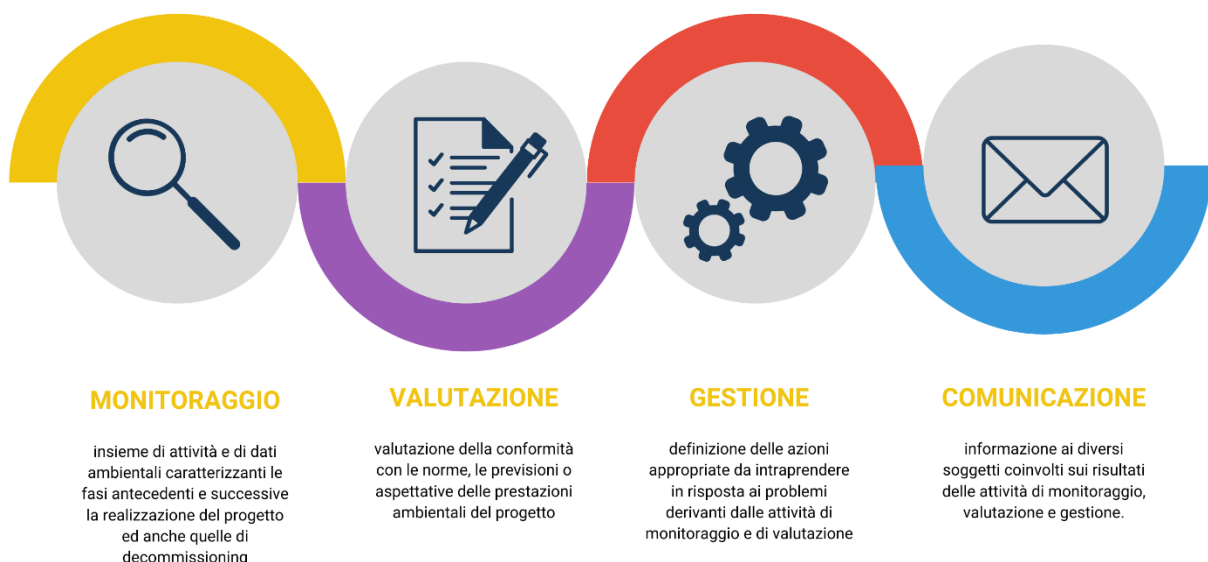 MONITORAGGIO
insieme di attività e di dati
ambientali caratterizzanti le
fasi antecedenti e successive
la realizzazione del progetto
ed anche quelle di
decommissioning
VALUTAZIONE
valutazione della conformità
con le norme, le previsioni o
aspettative delle prestazioni
ambientali del progetto
GESTIONE
definizione delle azioni
appropriate da intraprendere
in risposta ai problemi
derivanti dalle attività di
monitoraggio e di valutazione
COMUNICAZIONE
informazione ai diversi
soggetti coinvolti sui risultati
delle attività di monitoraggio,
valutazione e gestione.